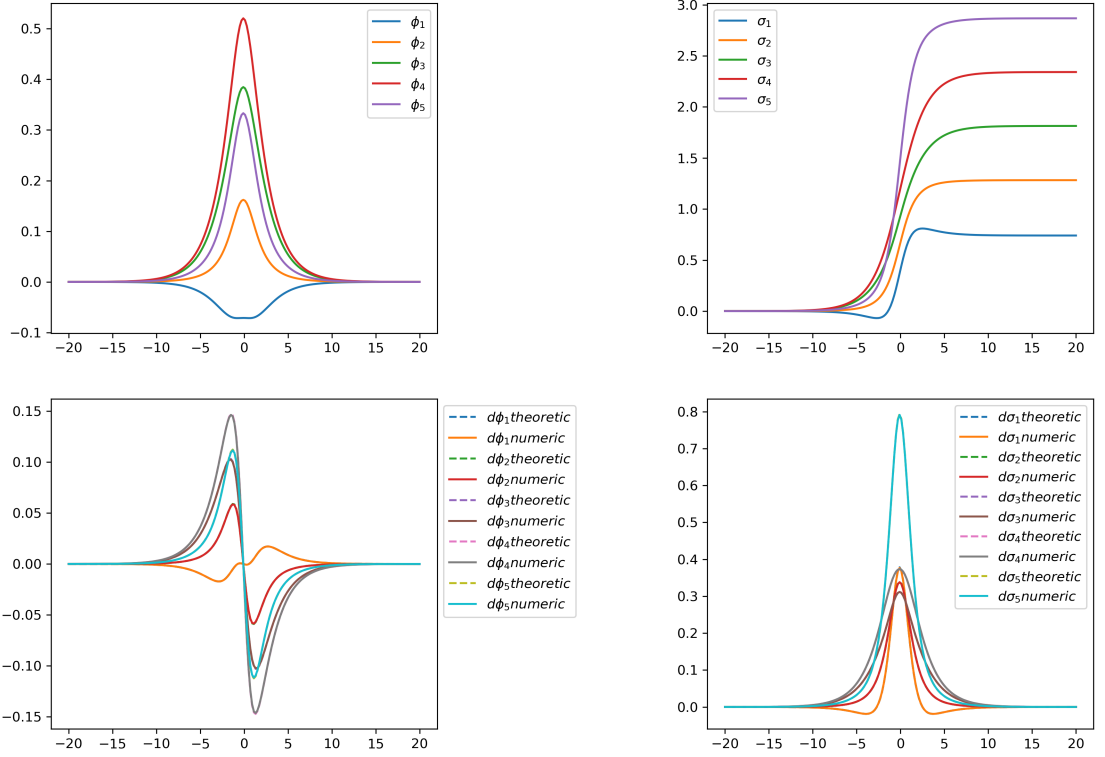 0.5
0.4
0.3
0.2
0.1
0.0
−0.1
−20 −15 −10 −5 0 5 10 15 20
ϕ1
ϕ2
ϕ3
ϕ4
ϕ5
3.0
2.5
2.0
1.5
1.0
0.5
0.0
−20 −15 −10 −5 0 5 10 15 20
σ1
σ2
σ3
σ4
σ5
0.15
0.10
0.05
0.00
−0.05
−0.10
−0.15
−20 −15 −10 −5 0 5 10 15 20
dϕ1theoretic
dϕ1numeric
dϕ2theoretic
dϕ2numeric
dϕ3theoretic
dϕ3numeric
dϕ4theoretic
dϕ4numeric
dϕ5theoretic
dϕ5numeric
0.8
0.7
0.6
0.5
0.4
0.3
0.2
0.1
0.0
−20 −15 −10 −5 0 5 10 15 20
dσ1theoretic
dσ1numeric
dσ2theoretic
dσ2numeric
dσ3theoretic
dσ3numeric
dσ4theoretic
dσ4numeric
dσ5theoretic
dσ5numeric